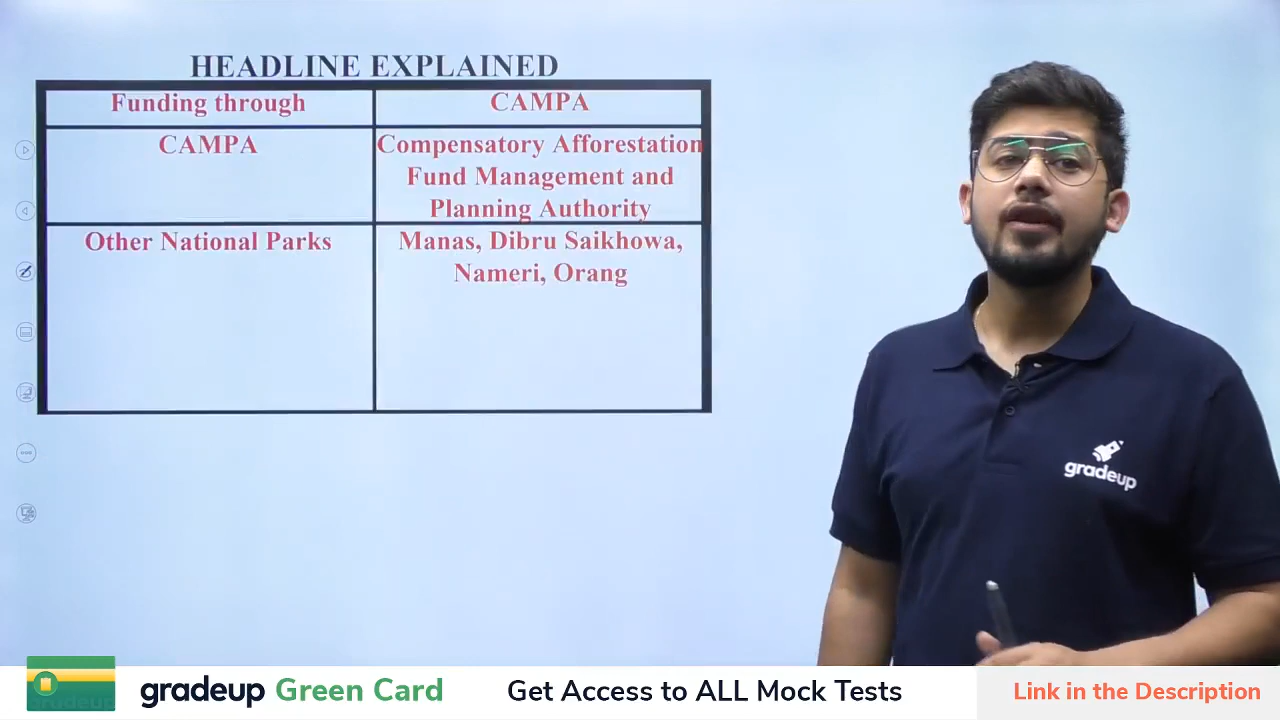 HEADLINE EXPLAINED
Funding through
CAMPA
CAMPA
Compensatory Afforestation
Fund Management and
Planning Authority
Other National Parks
Manas, Dibru Saikhowa,
Nameri, Orang
gradeup
gradeup Green Card
Get Access to ALL Mock Tests
Link in the Description